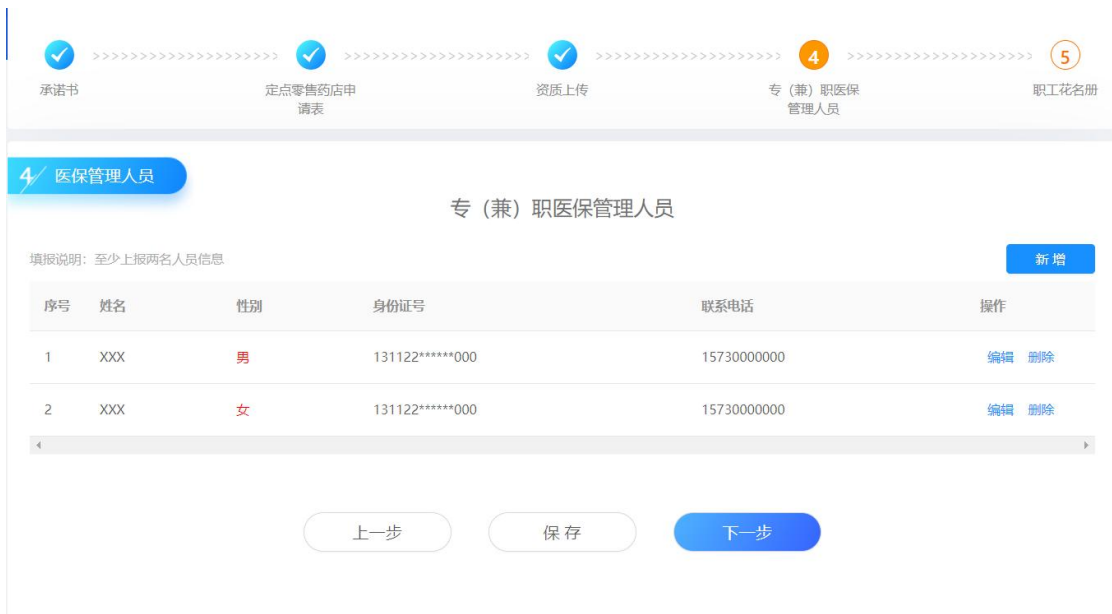 4 5
承诺书 定点零售药店申 资质上传 专（兼）职医保 职工花名册
请表 管理人员
4 医保管理人员
专（兼）职医保管理人员
填报说明：至少上报两名人员信息 新增
序号 姓名 性别 身份证号 联系电话 操作
1 XXX 男 131122******000 15730000000 编辑 删除
2 XXX 女 131122******000 15730000000 编辑 删除
上一步 保存 下一步